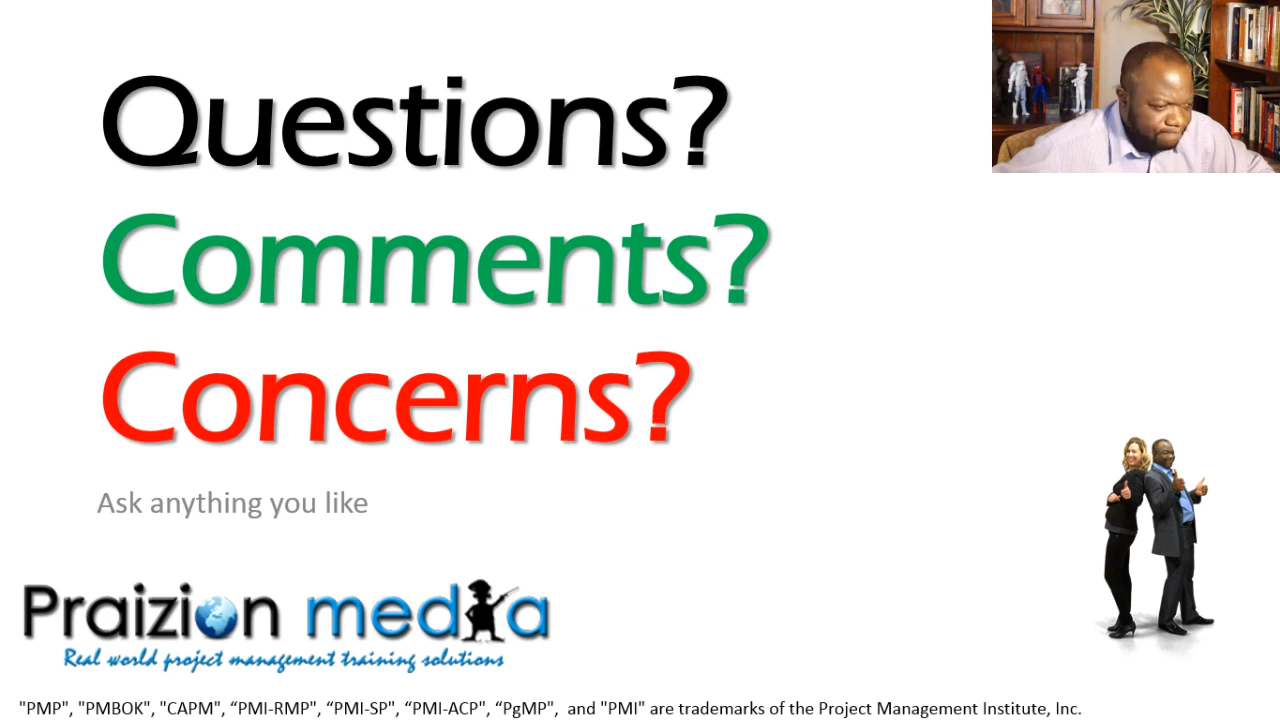 Questions?
Comments?
Concerns?
Ask anything you like
Praizion media
Real world project management training solutions
"PMP", "PMBOK", "CAPM", “PMI-RMP”, “PMI-SP”, “PMI-ACP”, “PgMP”,  and "PMI" are trademarks of the Project Management Institute, Inc.